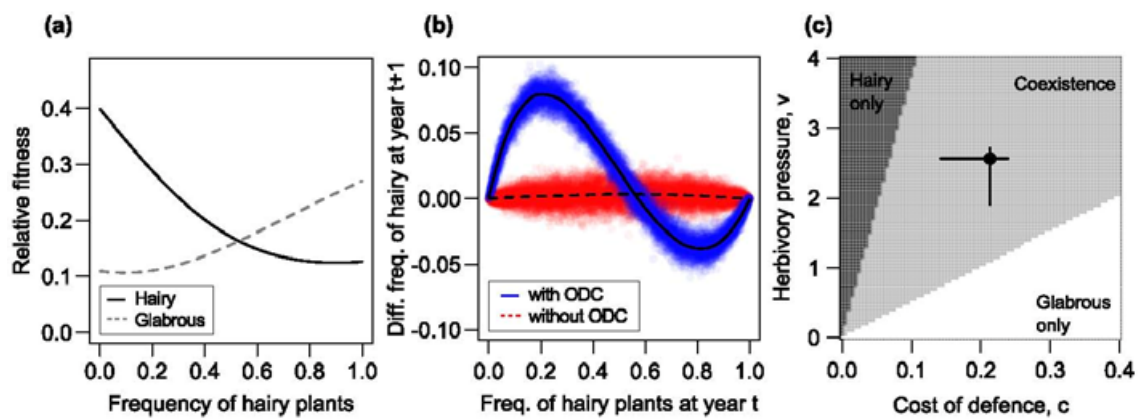 (a)
Relative fitness
0.4
0.3
0.2
0.1
0.0
Hairy
Glabrous
0.0 0.2 0.4 0.6 0.8 1.0
Frequency of hairy plants
(b)
Diff. freq. of hairy at year t+1
0.10
0.05
0.00
-0.05
-0.10
with ODC
without ODC
0.0 0.2 0.4 0.6 0.8 1.0
Freq. of hairy plants at year t
(c)
Herbivory pressure, v
4
3
2
1
0
Hairy
only
Coexistence
Glabrous
only
0.0 0.1 0.2 0.3 0.4
Cost of defence, c